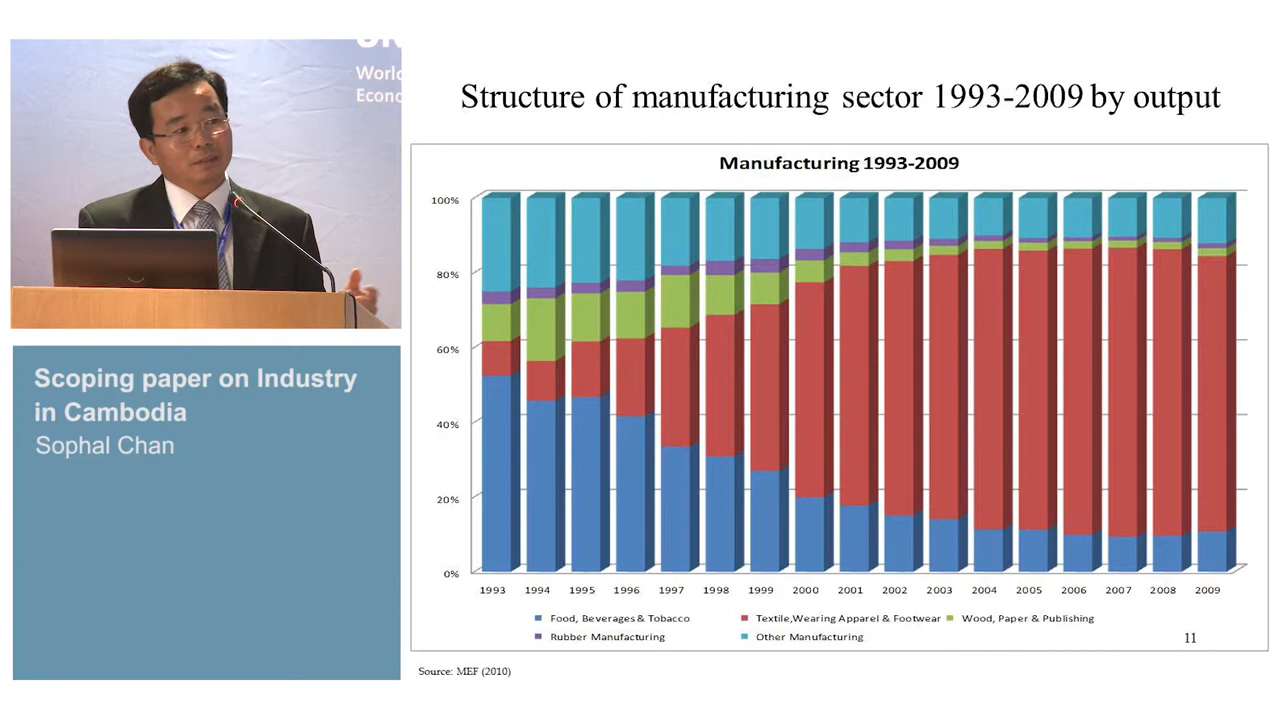 World
Econo
Scoping paper on Industry
in Cambodia
Sophal Chan
Structure of manufacturing sector 1993-2009 by output
Manufacturing 1993-2009
100%
80%
60%
40%
20%
0%
1993 1994 1995 1996 1997 1998 1999 2000 2001 2002 2003 2004 2005 2006 2007 2008 2009
Food, Beverages & Tobacco Textile,Wearing Apparel & Footwear Wood, Paper & Publishing
Rubber Manufacturing Other Manufacturing
11
Source: MEF (2010)